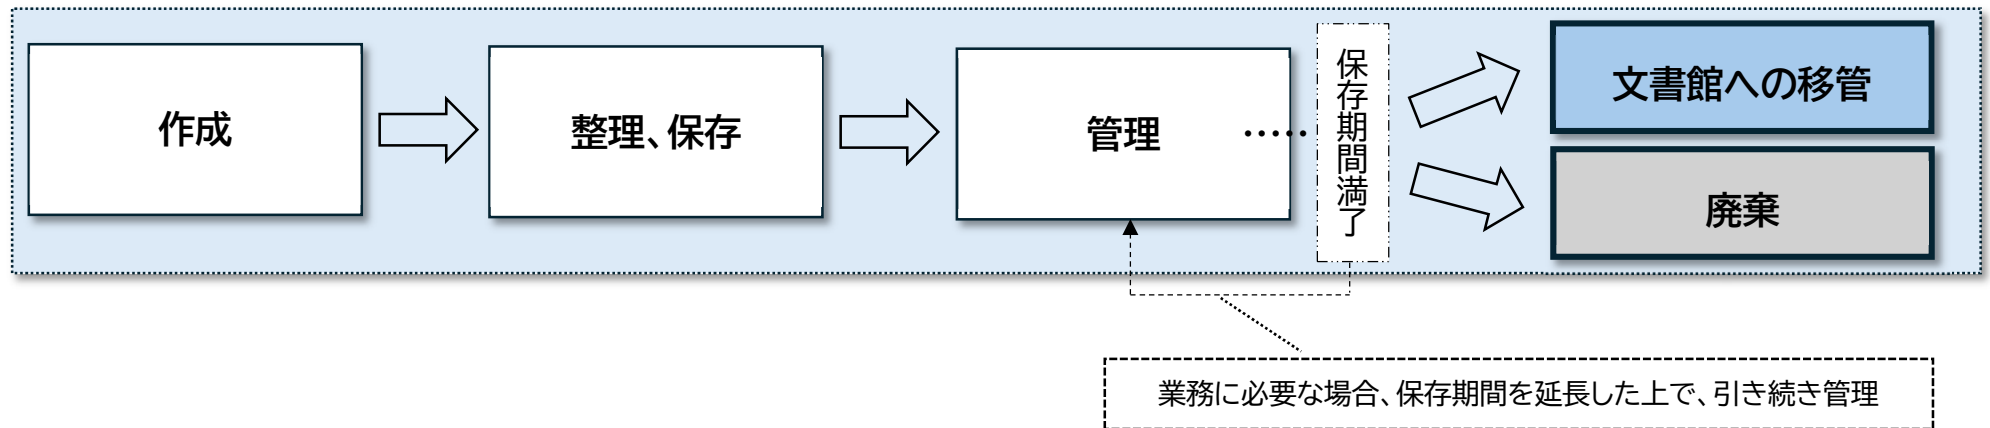 作成
整理、保存
管理
・・・・・
保存期間満了
文書館への移管
廃棄
業務に必要な場合、保存期間を延長した上で、引き続き管理